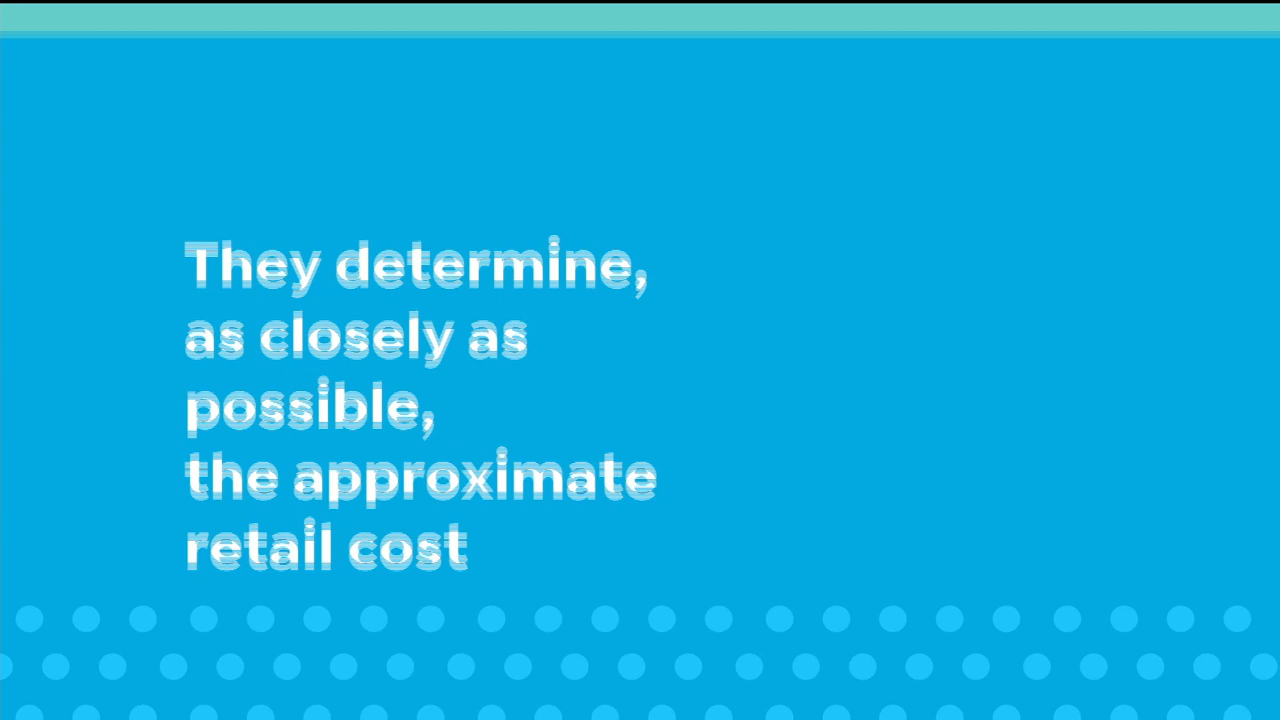 They determine,
as closely as
possible,
the approximate
retail cost